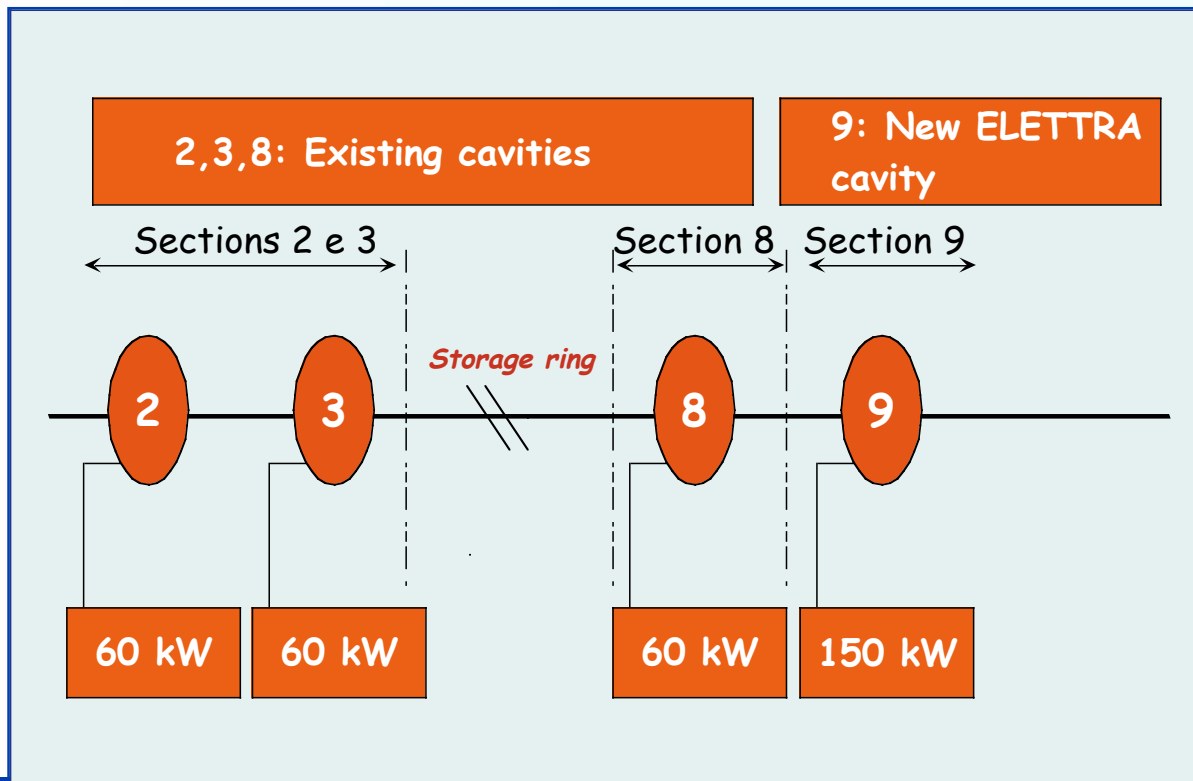 2,3,8: Existing cavities
9: New ELETTRA
cavity
Sections 2 e 3
Section 8
Section 9
Storage ring
2
3
8
9
60 kW
60 kW
60 kW
150 kW